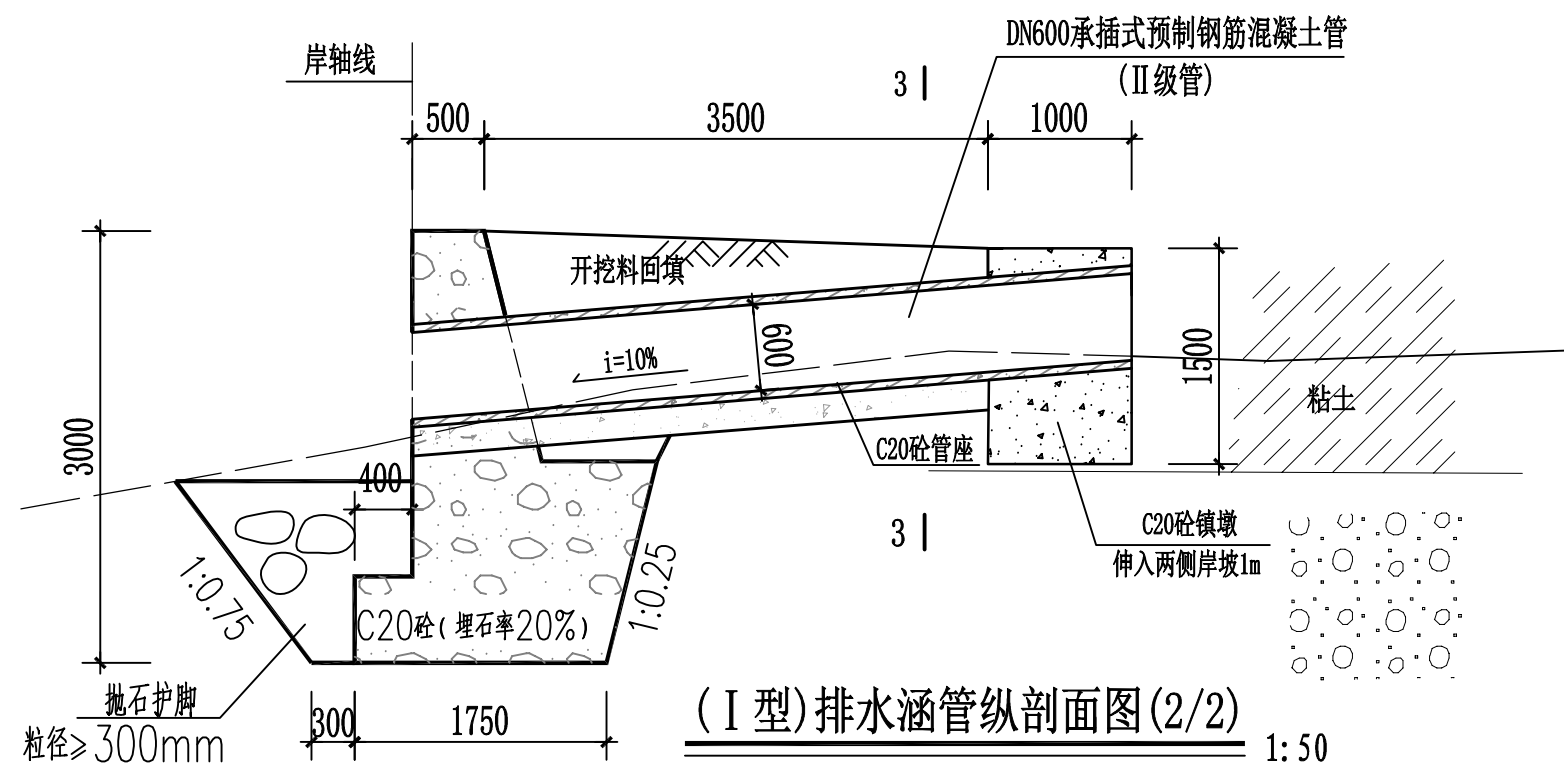 DN600承插式预制钢筋混凝土管
(Ⅱ级管)
岸轴线
3
500
3500
1000
开挖料回填
i=10%
600
1500
3000
粘土
400
C20砼管座
3
C20砼镇墩
伸入两侧岸坡1m
1:0.75
1:0.25
C20砼(埋石率20%)
抛石护脚
粒径≥300mm
300
1750
(Ⅰ型)排水涵管纵剖面图(2/2)
1:50